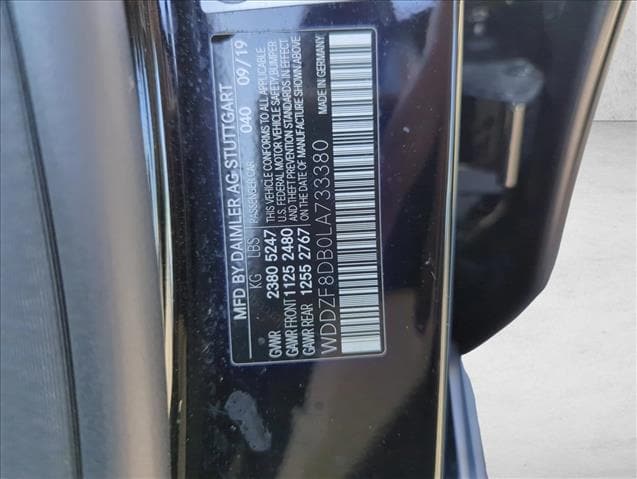 MFD BY DAIMLER AG STUTTGART
PASSENGER CAR 040 09/19
KG LBS
GVWR 2380 5247
GAWR FRONT 1125 2480
GAWR REAR 1255 2767
THIS VEHICLE CONFORMS TO ALL APPLICABLE
U.S. FEDERAL MOTOR VEHICLE SAFETY, BUMPER
AND THEFT PREVENTION STANDARDS IN EFFECT
ON THE DATE OF MANUFACTURE SHOWN ABOVE
MADE IN GERMANY
WDDZF8DB0LA733380